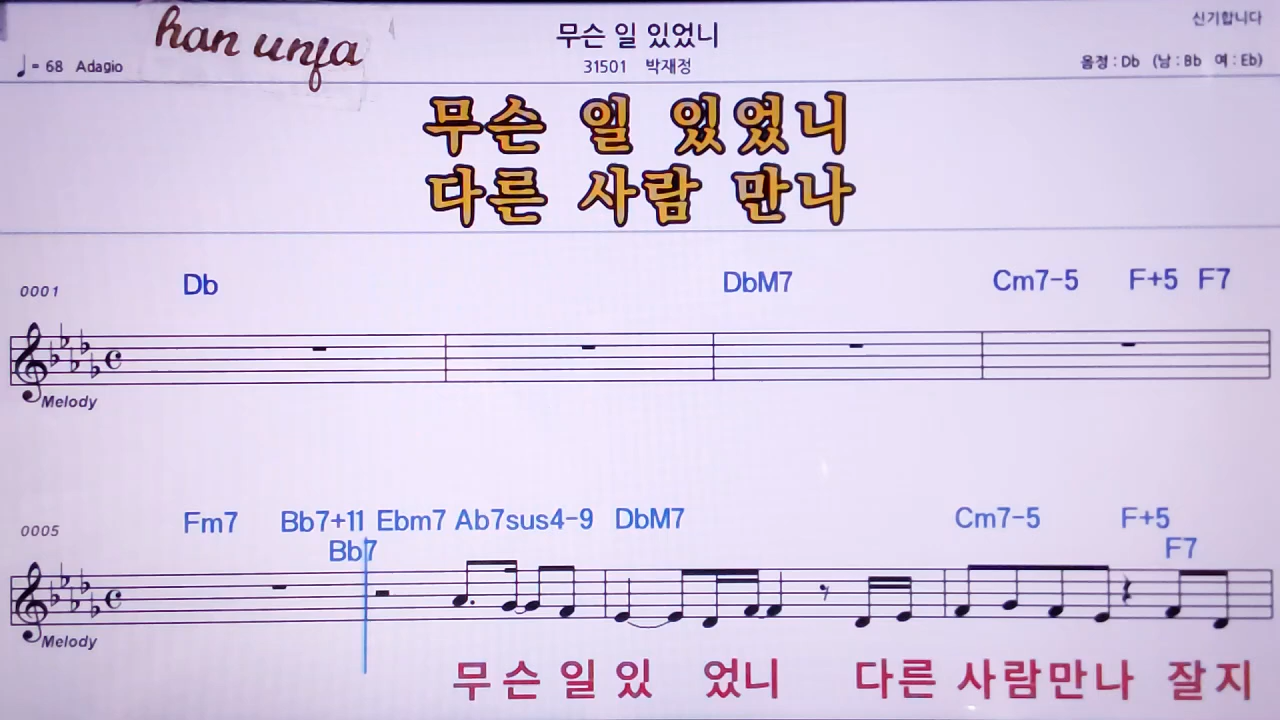 han unfa
신기합니다
무슨 일 있었니
♩= 68 Adagio
31501 박재정
음정 : Db (남 : Bb 여 : Eb)
무슨 일 있었니
다른 사람 만나
0001
Db DbM7 Cm7-5 F+5 F7
Melody
0005
Fm7 Bb7+11 Ebm7 Ab7sus4-9 DbM7 Cm7-5 F+5
Bb7 F7
Melody
무 슨 일 있 었니 다른 사람만나 잘지